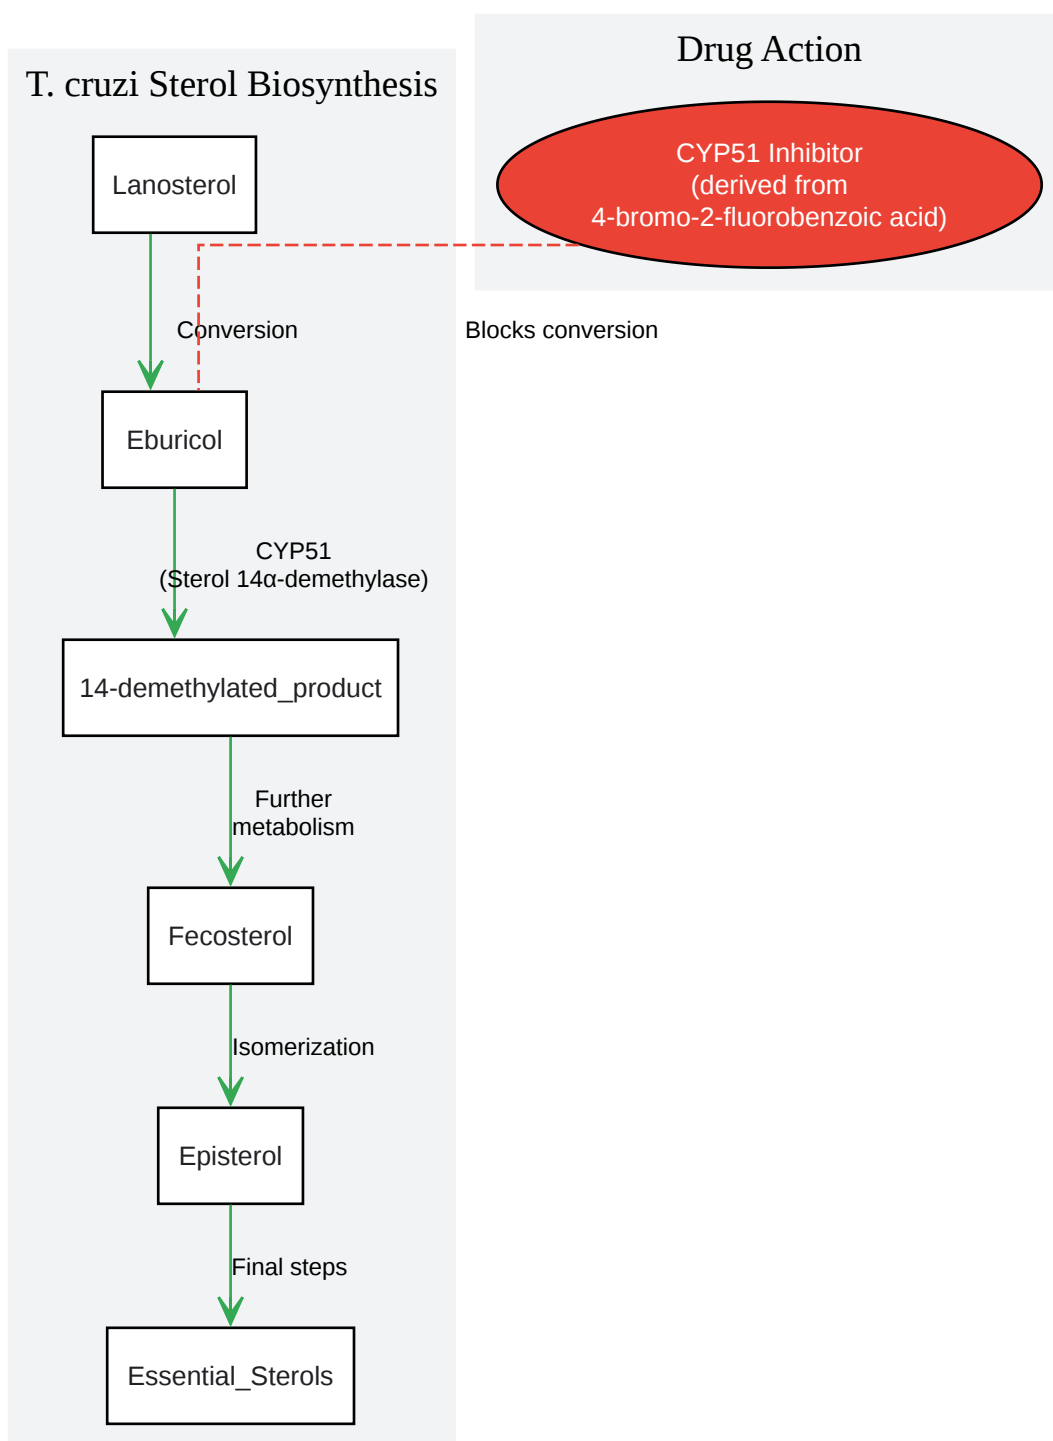 Drug Action
T. cruzi Sterol Biosynthesis
CYP51 Inhibitor
(derived from
4-bromo-2-fluorobenzoic acid)
Lanosterol
Conversion
Blocks conversion
Eburicol
CYP51
(Sterol 14α-demethylase)
14-demethylated_product
Further
metabolism
Fecosterol
Isomerization
Episterol
Final steps
Essential_Sterols